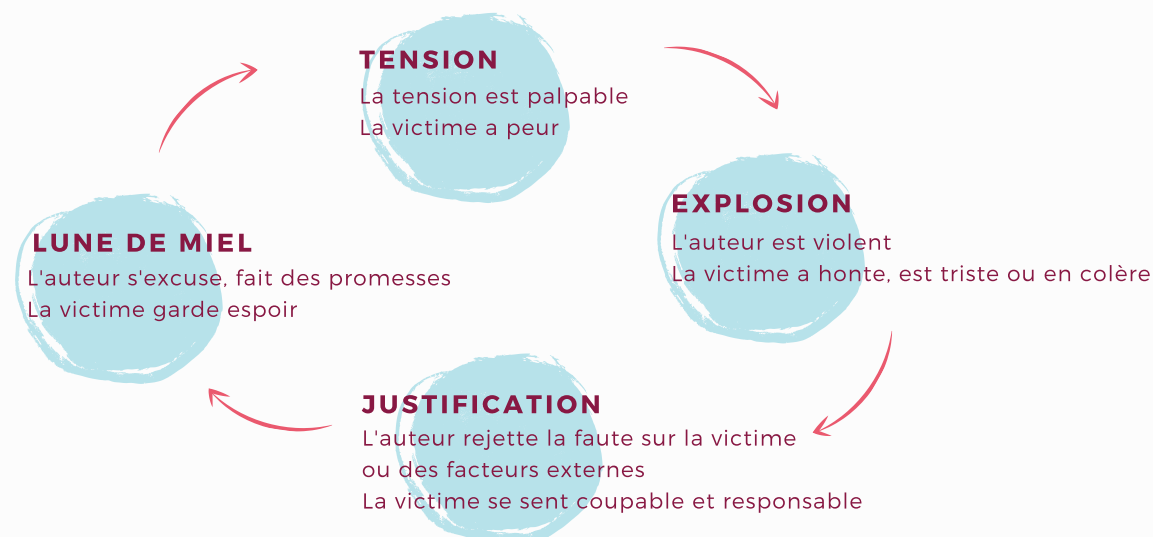 TENSION
La tension est palpable
La victime a peur
EXPLOSION
L'auteur est violent
La victime a honte, est triste ou en colère
JUSTIFICATION
L'auteur rejette la faute sur la victime
ou des facteurs externes
La victime se sent coupable et responsable
LUNE DE MIEL
L'auteur s'excuse, fait des promesses
La victime garde espoir